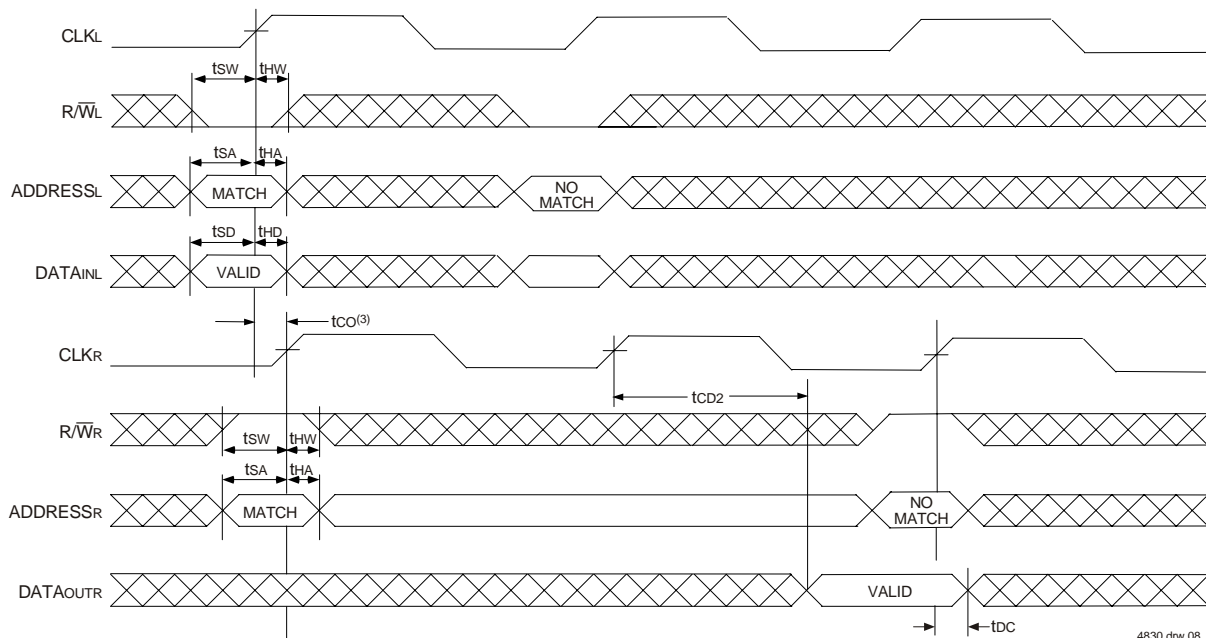 CLKL
tSW tHW
R/W̅L
tSA tHA
ADDRESSL MATCH NO MATCH
tSD tHD
DATAINL VALID
tCO(3)
CLKR
tCD2
R/W̅R
tSW tHW
tSA tHA
ADDRESSR MATCH NO MATCH
DATAOUTR VALID
tDC
4830 drw 08